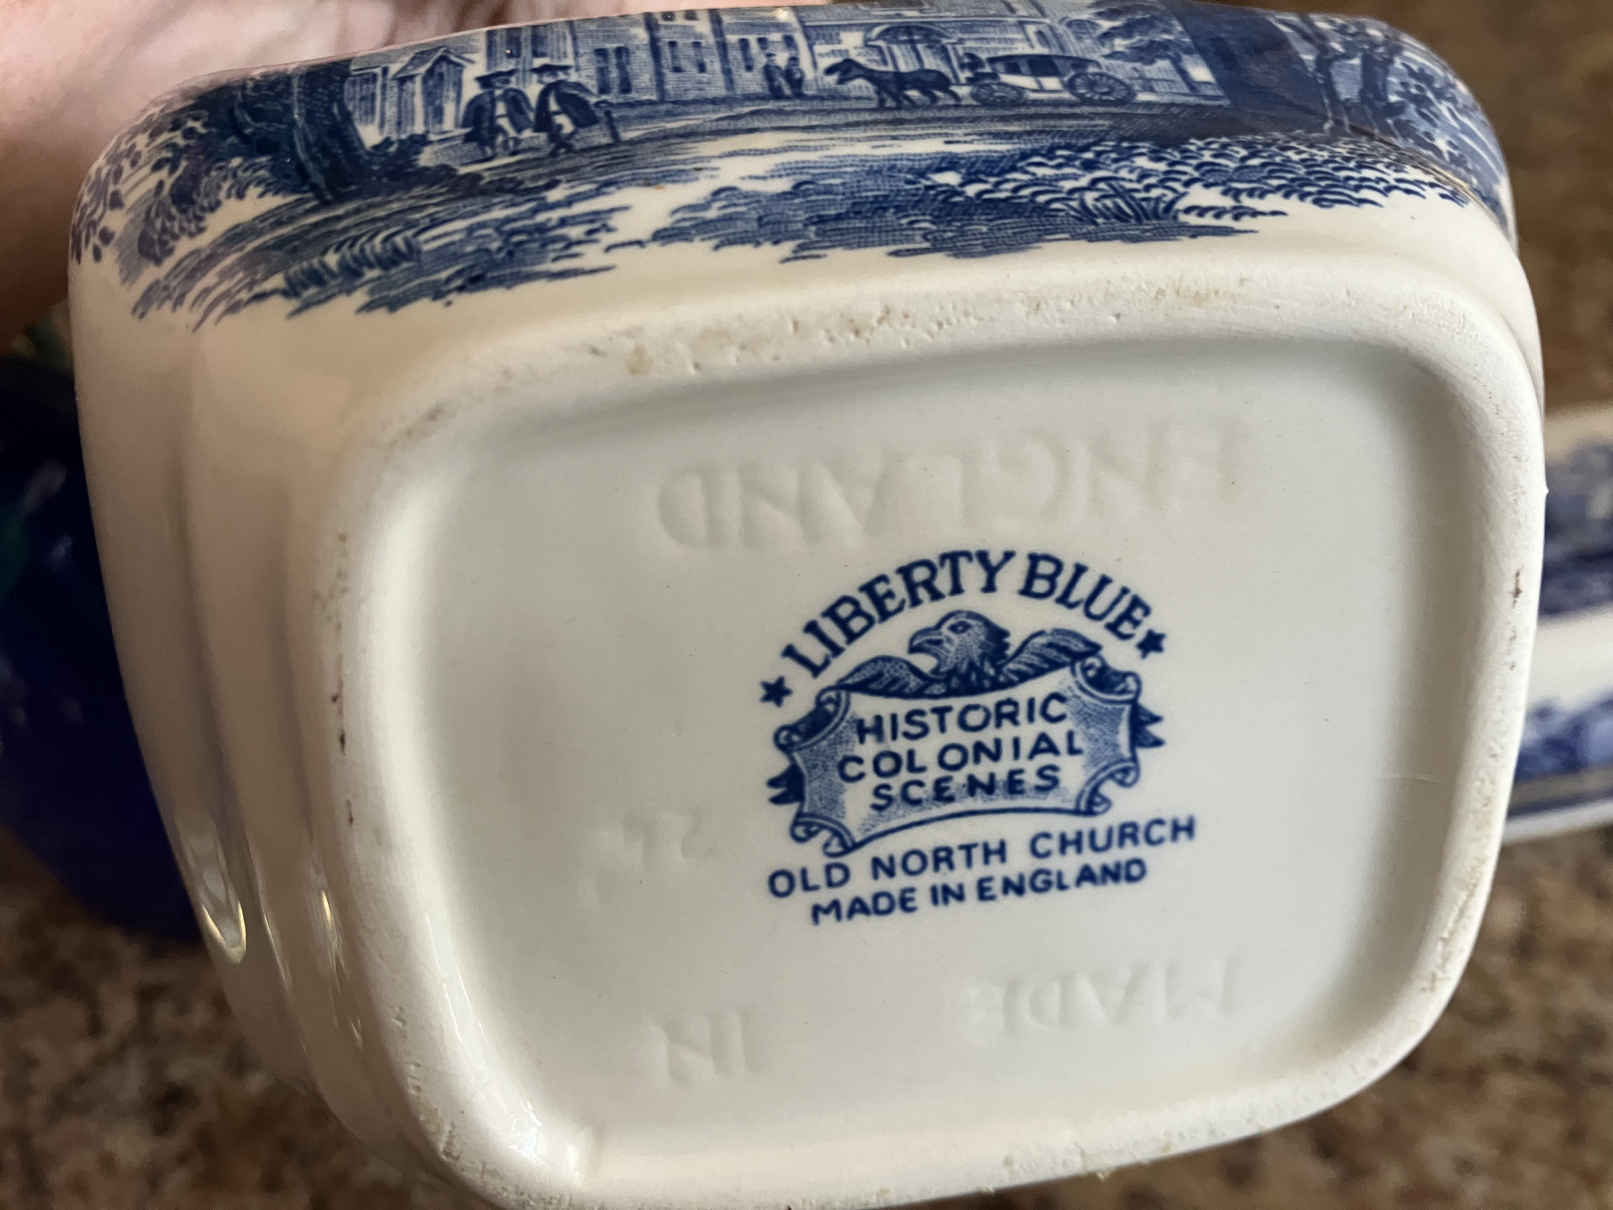 ENGLAND
LIBERTY BLUE
HISTORIC
COLONIAL
SCENES
OLD NORTH CHURCH
MADE IN ENGLAND
MADE
IN